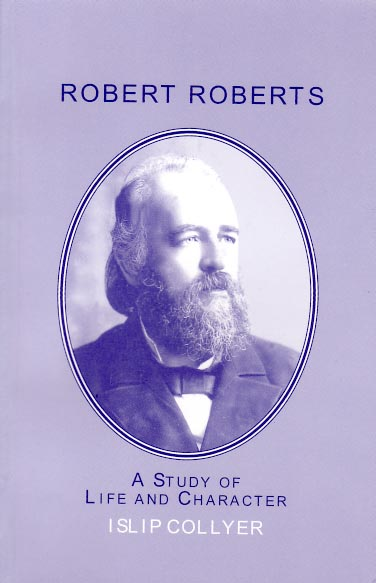 ROBERT ROBERTS
A STUDY OF
LIFE AND CHARACTER
ISLIP COLLYER